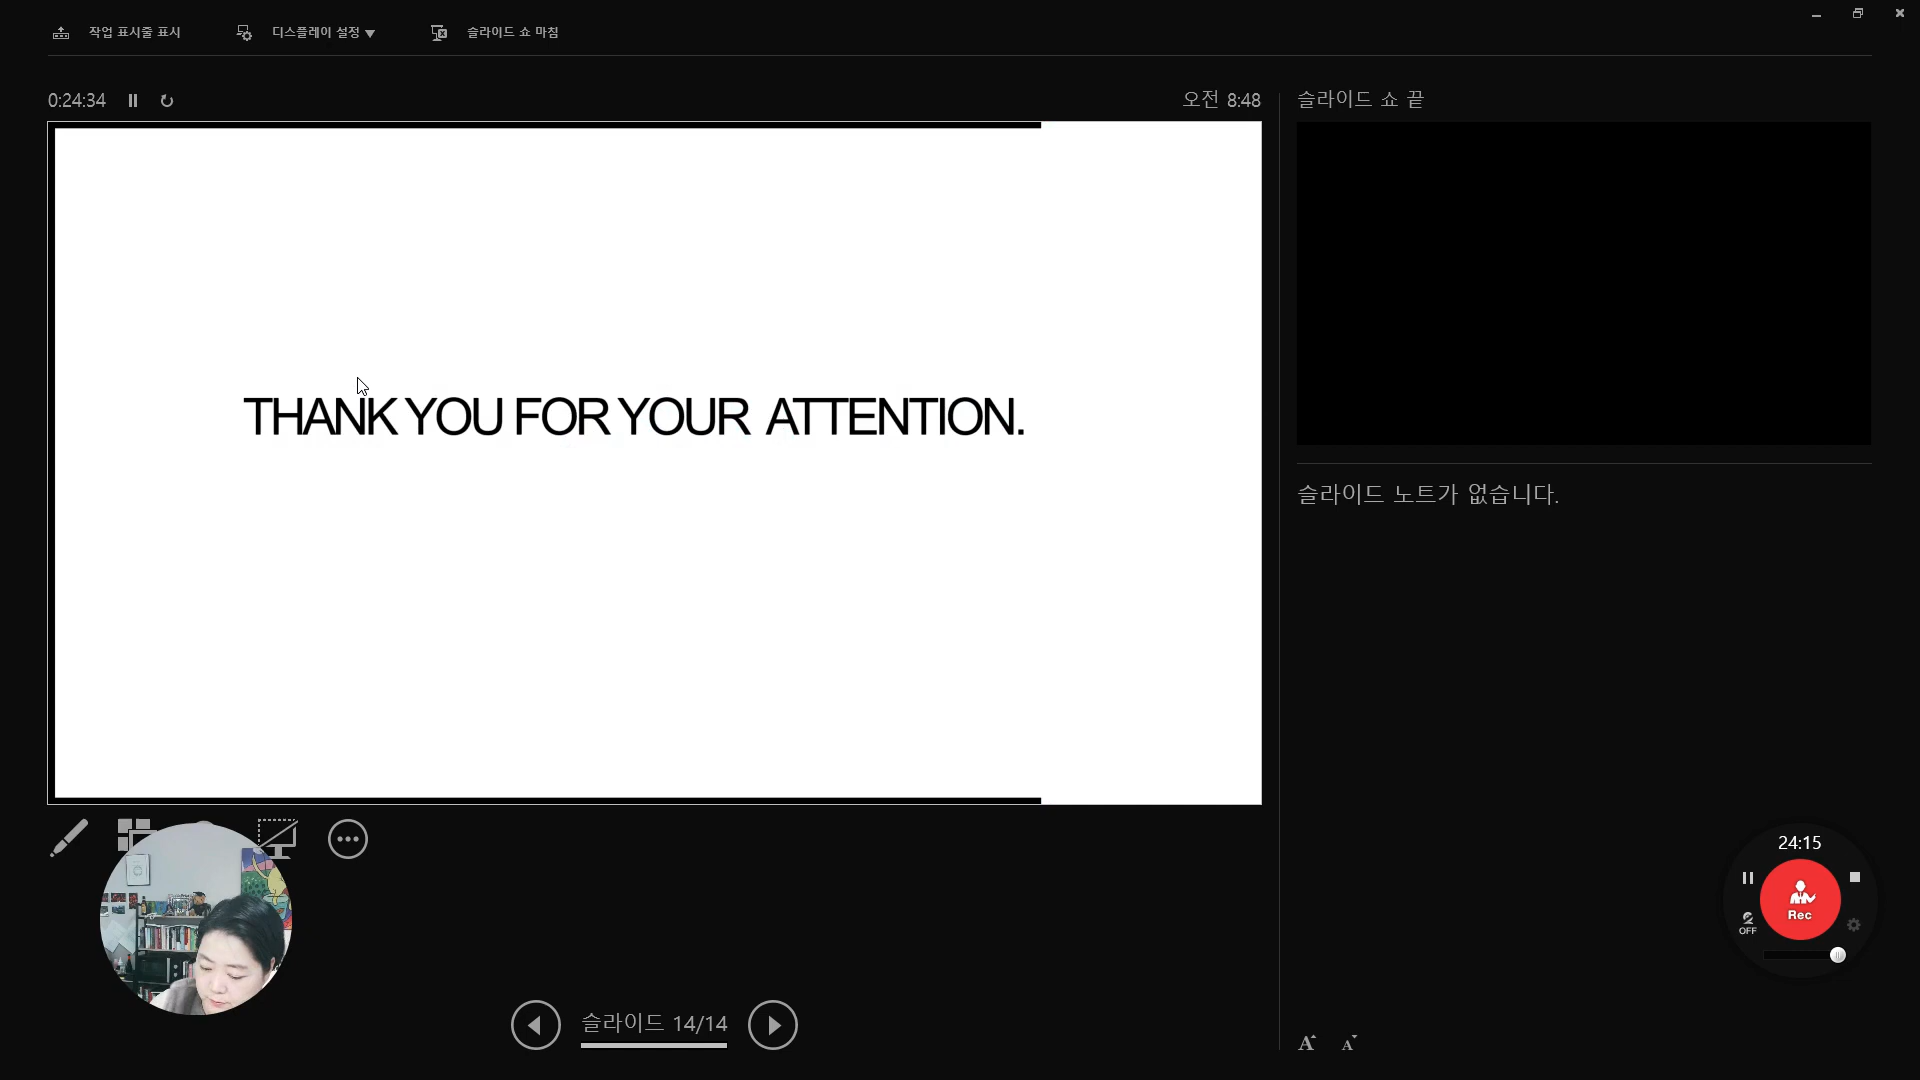 작업 표시줄 표시
디스플레이 설정
슬라이드 쇼 마침
0:24:34
오전 8:48
슬라이드 쇼 끝
THANK YOU FOR YOUR ATTENTION.
슬라이드 노트가 없습니다.
24:15
Rec
OFF
슬라이드 14/14
A
A